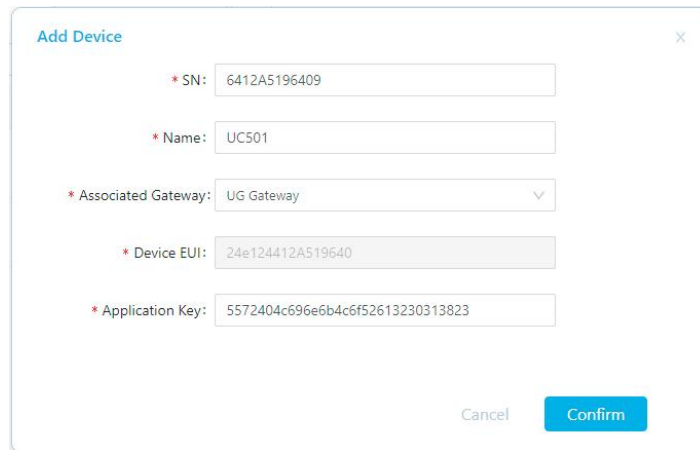 Add Device
X
* SN: 6412A5196409
* Name: UC501
* Associated Gateway: UG Gateway
* Device EUI: 24e124412A519640
* Application Key: 5572404c696e6b4c6f52613230313823
Cancel Confirm